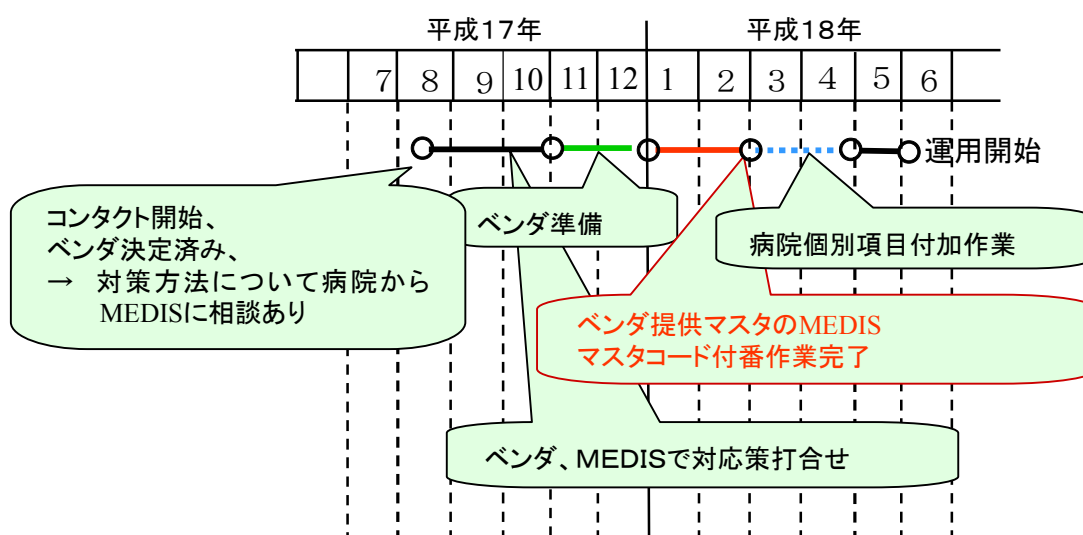 平成17年
平成18年
7 8 9 10 11 12 1 2 3 4 5 6
運用開始
コンタクト開始、
ベンダ決定済み、
→ 対策方法について病院から
MEDISに相談あり
ベンダ準備
病院個別項目付加作業
ベンダ提供マスタのMEDIS
マスタコード付番作業完了
ベンダ、MEDISで対応策打合せ